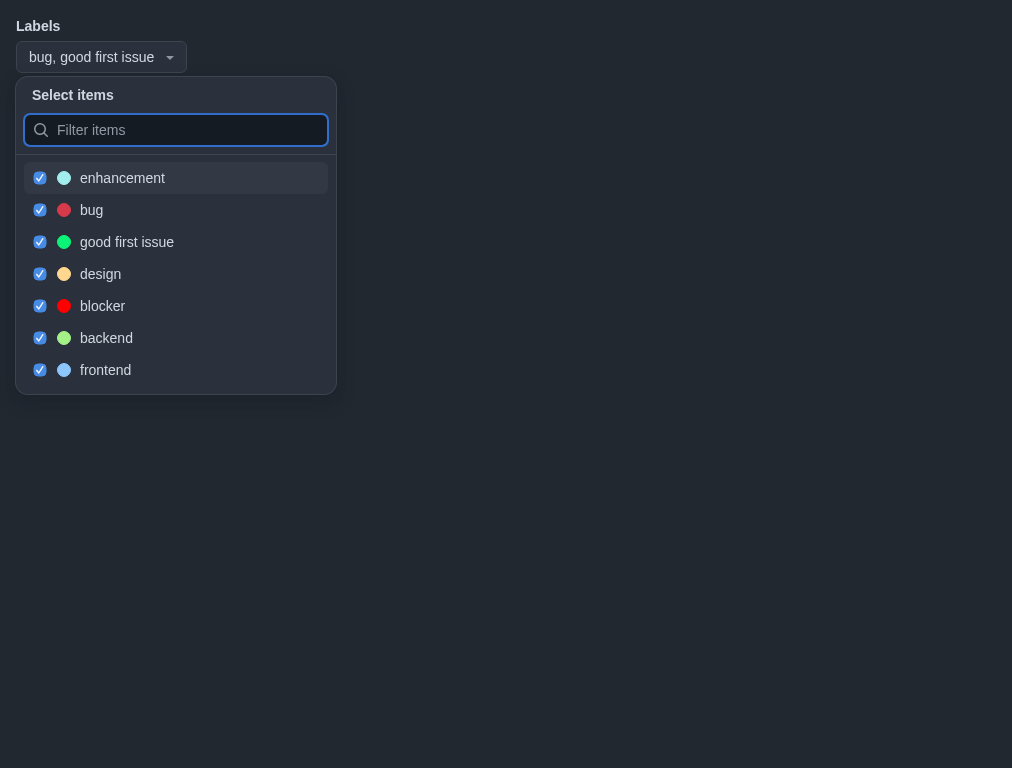 Labels
bug, good first issue
Select items
Filter items
enhancement
bug
good first issue
design
blocker
backend
frontend